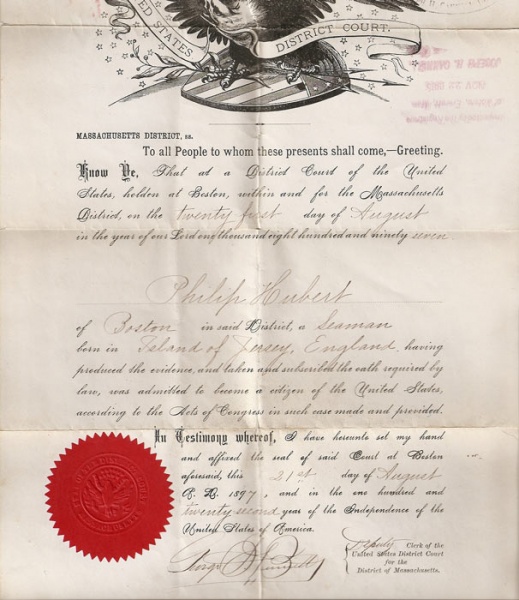 ED STATES
DISTRICT COURT.
JOSEPH H.
NOV 22
MASSACHUSETTS DISTRICT, ss.
To all People to whom these presents shall come,—Greeting.
Know Ye, That at a District Court of the United
States, holden at Boston, within and for the Massachusetts
District, on the twenty first day of August
in the year of our Lord one thousand eight hundred and ninety seven
Philip Hubert
of Boston in said District, a Seaman
born in Island of Jersey, England, having
produced the evidence, and taken and subscribed the oath required by
law, was admitted to become a citizen of the United States,
according to the Acts of Congress in such case made and provided.
In Testimony whereof, I have hereunto set my hand
and affixed the seal of said Court at Boston
aforesaid, this 21st day of August
A. D. 1897, and in the one hundred and
twenty second year of the Independence of the
United States of America.
Deputy Clerk of the
United States District Court
for the
District of Massachusetts.